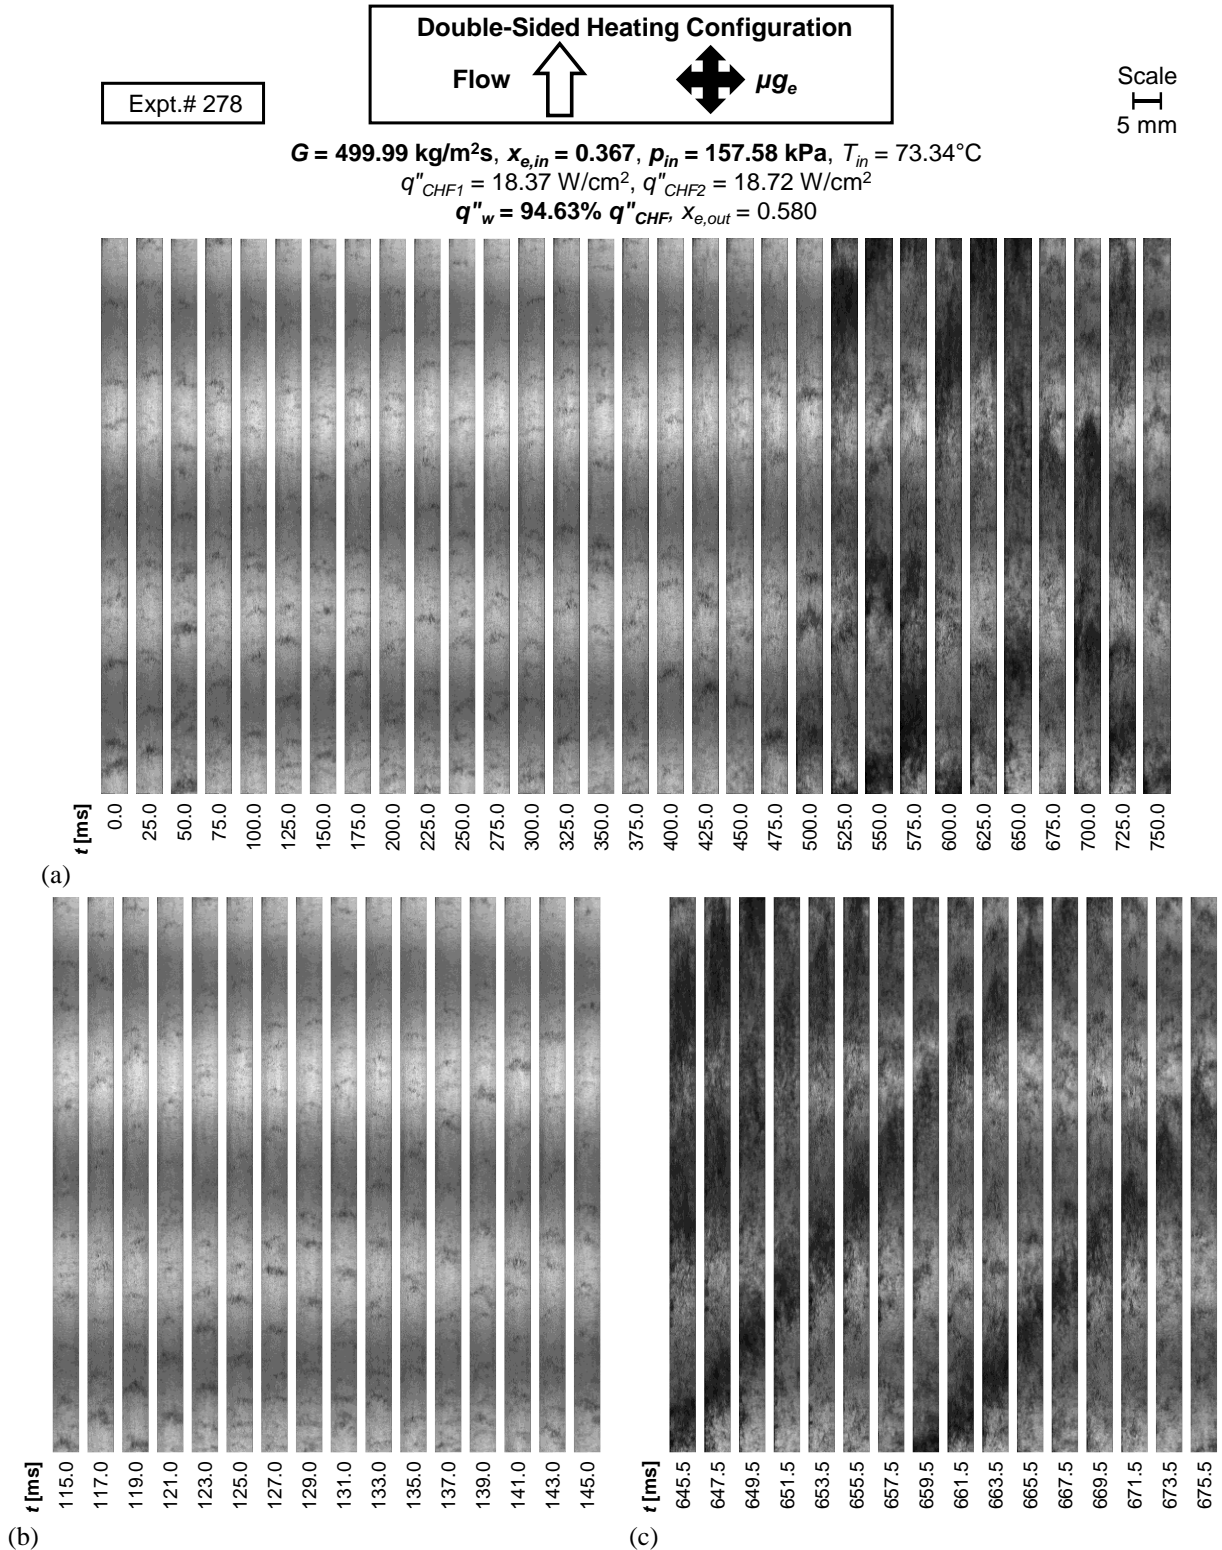 Double-Sided Heating Configuration
Flow
μgₑ
Expt.# 278
Scale
5 mm
G = 499.99 kg/m²s, x_e,in = 0.367, p_in = 157.58 kPa, T_in = 73.34°C
q"_CHF1 = 18.37 W/cm², q"_CHF2 = 18.72 W/cm²
q"_w = 94.63% q"_CHF, x_e,out = 0.580
t [ms] 0.0 25.0 50.0 75.0 100.0 125.0 150.0 175.0 200.0 225.0 250.0 275.0 300.0 325.0 350.0 375.0 400.0 425.0 450.0 475.0 500.0 525.0 550.0 575.0 600.0 625.0 650.0 675.0 700.0 725.0 750.0
(a)
t [ms] 115.0 117.0 119.0 121.0 123.0 125.0 127.0 129.0 131.0 133.0 135.0 137.0 139.0 141.0 143.0 145.0
(b)
645.5 647.5 649.5 651.5 653.5 655.5 657.5 659.5 661.5 663.5 665.5 667.5 669.5 671.5 673.5 675.5
t [ms]
(c)